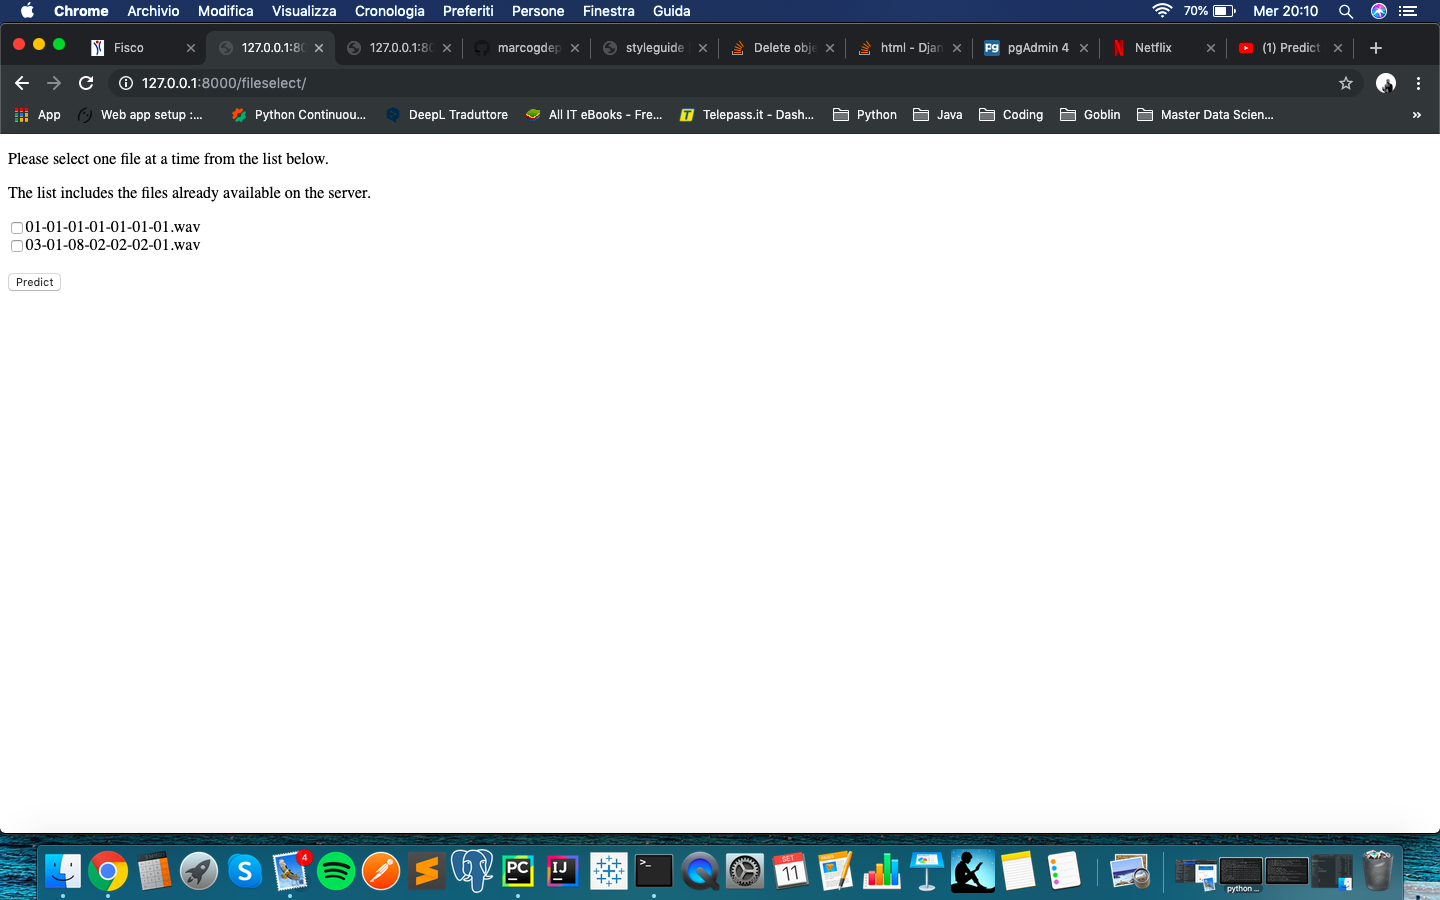 Chrome Archivio Modifica Visualizza Cronologia Preferiti Persone Finestra Guida 70% Mer 20:10
Fisco 127.0.0.1:80 127.0.0.1:80 marcogdep styleguide Delete obje html - Djan pgAdmin 4 Netflix (1) Predict
127.0.0.1:8000/fileselect/
App Web app setup :... Python Continuou... DeepL Traduttore All IT eBooks - Fre... Telepass.it - Dash... Python Java Coding Goblin Master Data Scien... »
Please select one file at a time from the list below.
The list includes the files already available on the server.
01-01-01-01-01-01-01.wav
03-01-08-02-02-02-01.wav
Predict
4
PC IJ >_ SET 11
python ...